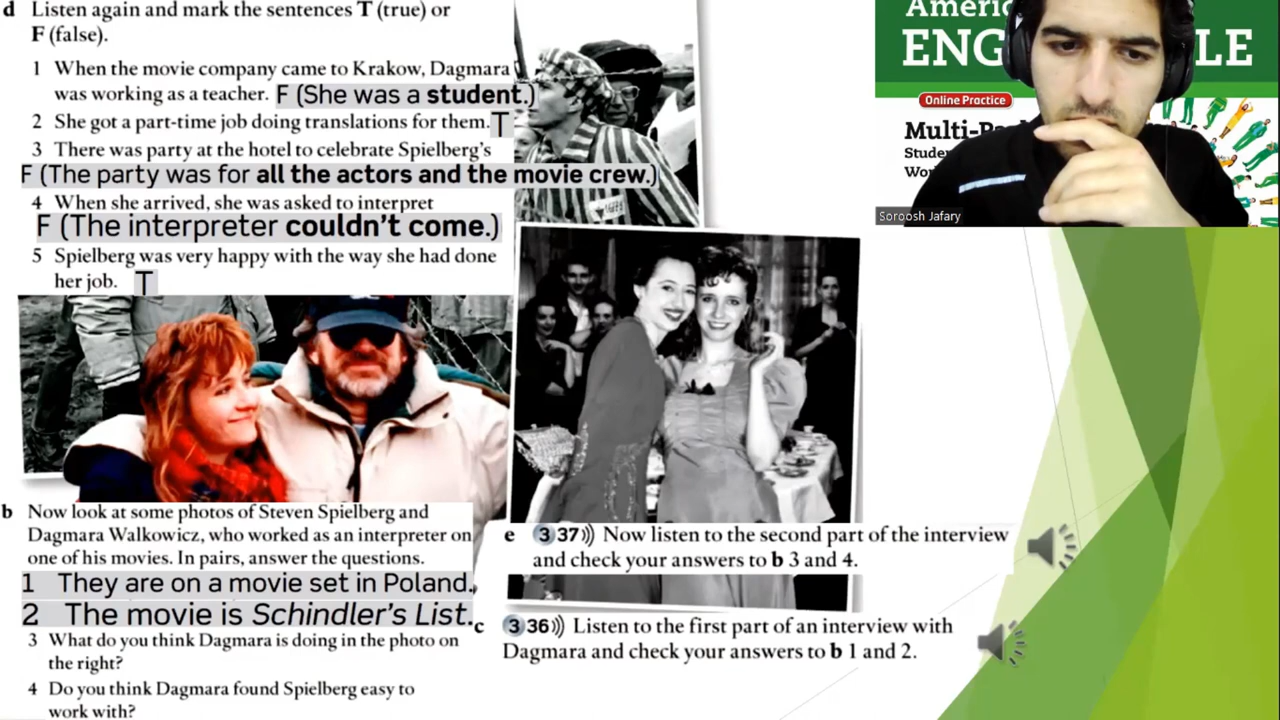 d Listen again and mark the sentences T (true) or
F (false).
1 When the movie company came to Krakow, Dagmara
was working as a teacher. F (She was a student.)
2 She got a part-time job doing translations for them. T
3 There was party at the hotel to celebrate Spielberg's
F (The party was for all the actors and the movie crew.)
4 When she arrived, she was asked to interpret
F (The interpreter couldn't come.)
5 Spielberg was very happy with the way she had done
her job. T
b Now look at some photos of Steven Spielberg and
Dagmara Walkowicz, who worked as an interpreter on
one of his movies. In pairs, answer the questions.
1 They are on a movie set in Poland.
2 The movie is Schindler's List.
3 What do you think Dagmara is doing in the photo on
the right?
4 Do you think Dagmara found Spielberg easy to
work with?
e 3 37)) Now listen to the second part of the interview
and check your answers to b 3 and 4.
c 3 36)) Listen to the first part of an interview with
Dagmara and check your answers to b 1 and 2.
Online Practice
Soroosh Jafary